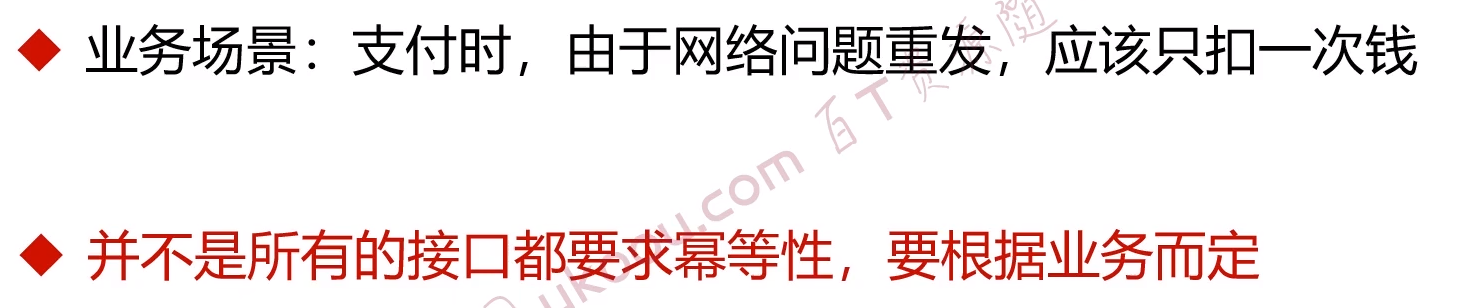 业务场景：支付时，由于网络问题重发，应该只扣一次钱
并不是所有的接口都要求幂等性，要根据业务而定
ukoou.com 百T资源随